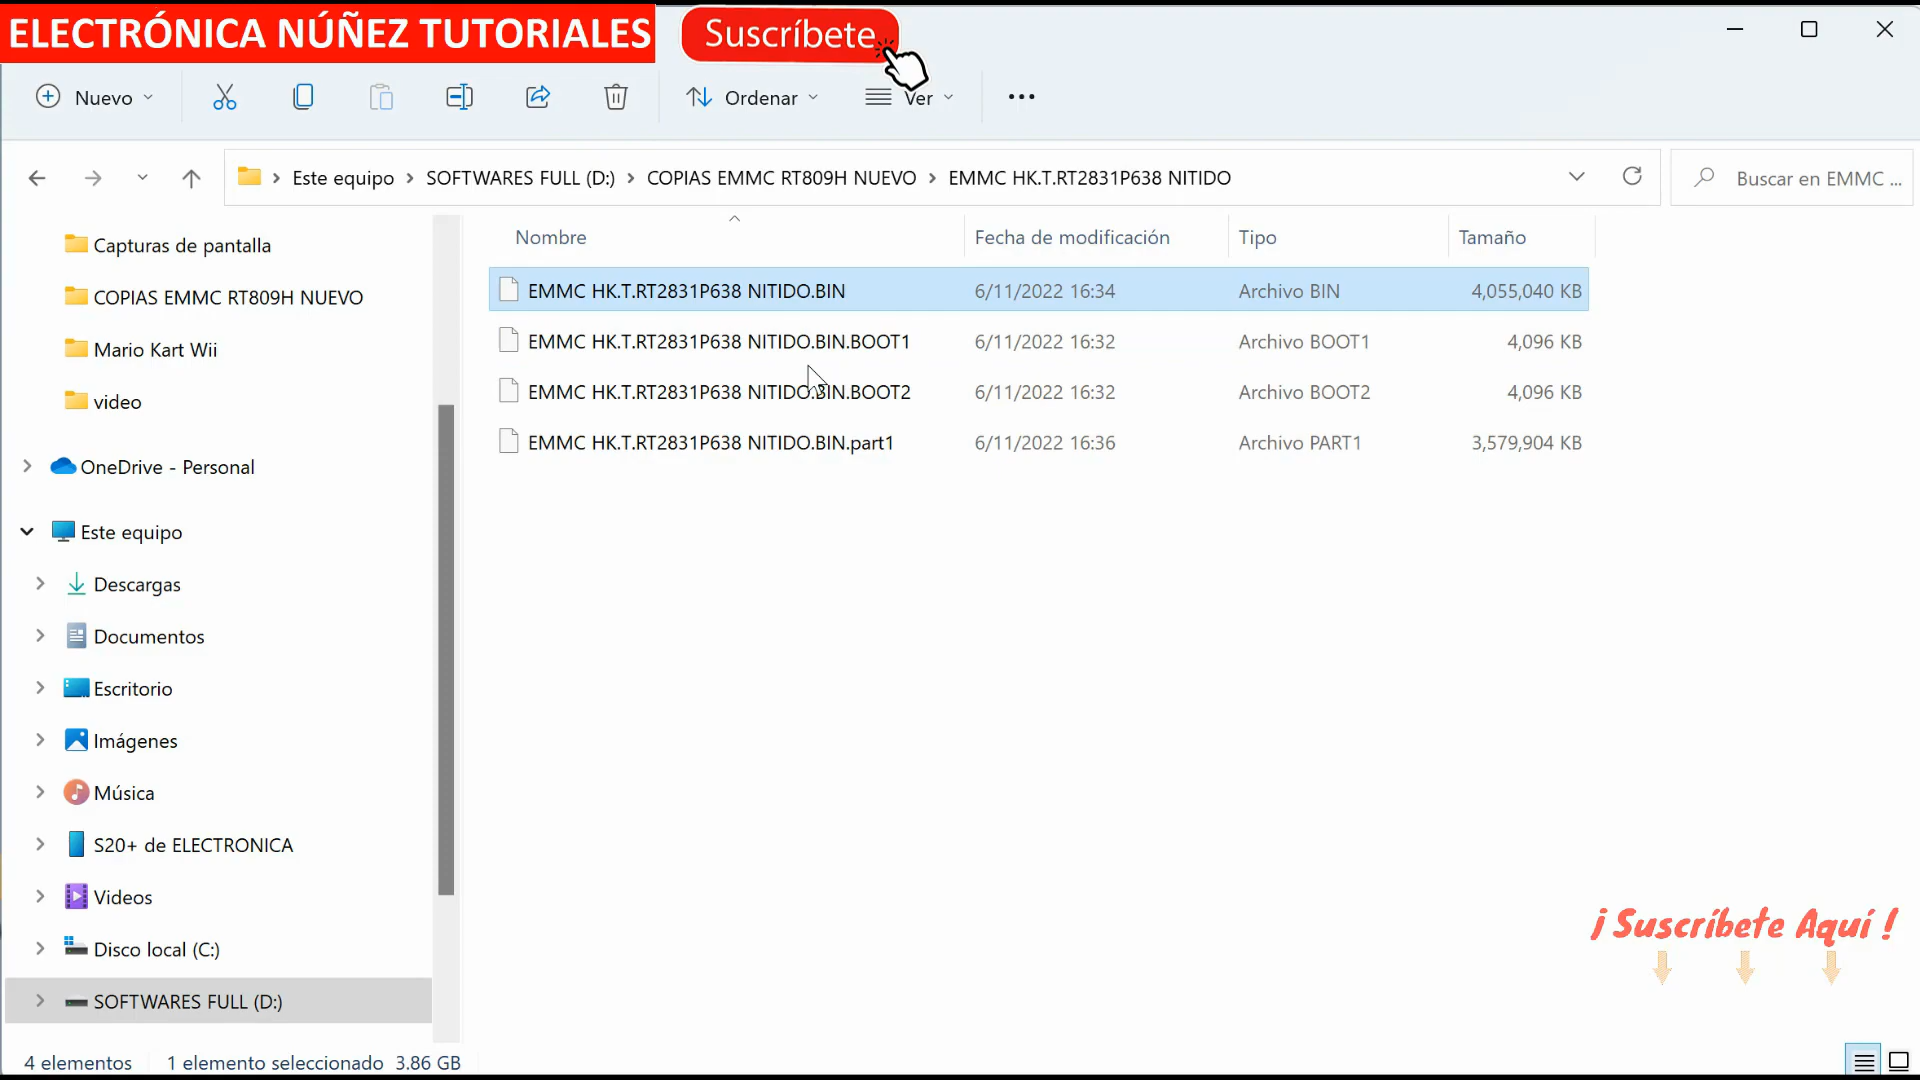 ELECTRÓNICA NÚÑEZ TUTORIALES
Suscríbete
Nuevo
Ordenar
Ver
Este equipo > SOFTWARES FULL (D:) > COPIAS EMMC RT809H NUEVO > EMMC HK.T.RT2831P638 NITIDO
Buscar en EMMC ...
Capturas de pantalla
COPIAS EMMC RT809H NUEVO
Mario Kart Wii
video
OneDrive - Personal
Este equipo
Descargas
Documentos
Escritorio
Imágenes
Música
S20+ de ELECTRONICA
Videos
Disco local (C:)
SOFTWARES FULL (D:)
Nombre Fecha de modificación Tipo Tamaño
EMMC HK.T.RT2831P638 NITIDO.BIN 6/11/2022 16:34 Archivo BIN 4,055,040 KB
EMMC HK.T.RT2831P638 NITIDO.BIN.BOOT1 6/11/2022 16:32 Archivo BOOT1 4,096 KB
EMMC HK.T.RT2831P638 NITIDO.BIN.BOOT2 6/11/2022 16:32 Archivo BOOT2 4,096 KB
EMMC HK.T.RT2831P638 NITIDO.BIN.part1 6/11/2022 16:36 Archivo PART1 3,579,904 KB
¡ Suscríbete Aquí !
4 elementos 1 elemento seleccionado 3.86 GB